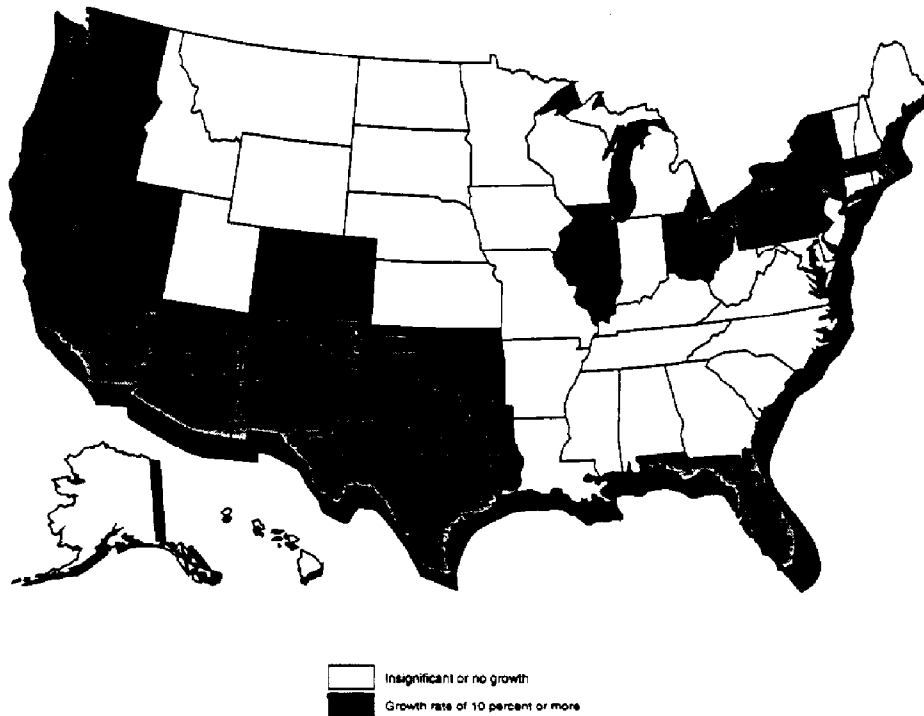 Insignificant or no growth
Growth rate of 10 percent or more